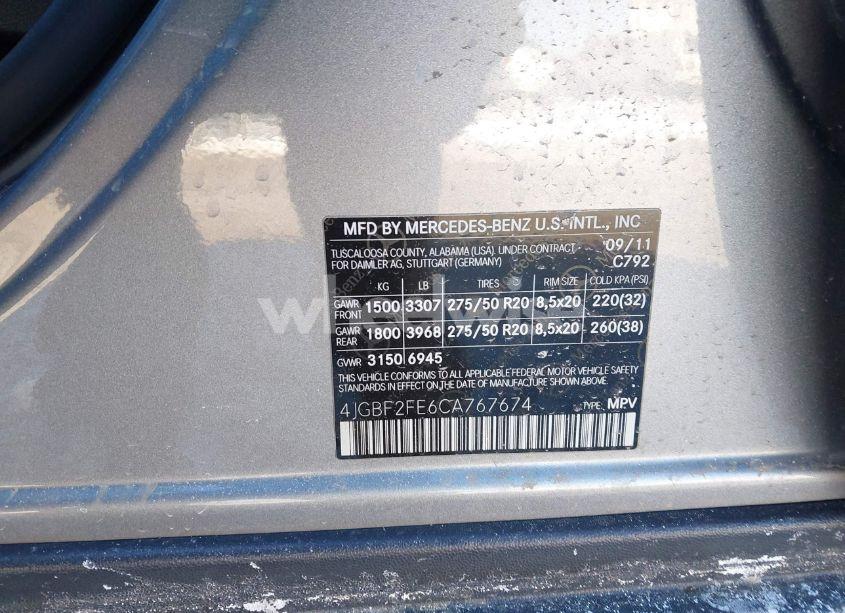 MFD BY MERCEDES-BENZ U.S. INTL., INC
TUSCALOOSA COUNTY, ALABAMA (USA). UNDER CONTRACT 09/11
FOR DAIMLER AG, STUTTGART (GERMANY) C792
KG LB TIRES RIM SIZE COLD KPA (PSI)
GAWR FRONT 1500 3307 275/50 R20 8,5x20 220(32)
GAWR REAR 1800 3968 275/50 R20 8,5x20 260(38)
GVWR 3150 6945
THIS VEHICLE CONFORMS TO ALL APPLICABLE FEDERAL MOTOR VEHICLE SAFETY
STANDARDS IN EFFECT ON THE DATE OF MANUFACTURE SHOWN ABOVE.
4JGBF2FE6CA767674 TYPE: MPV